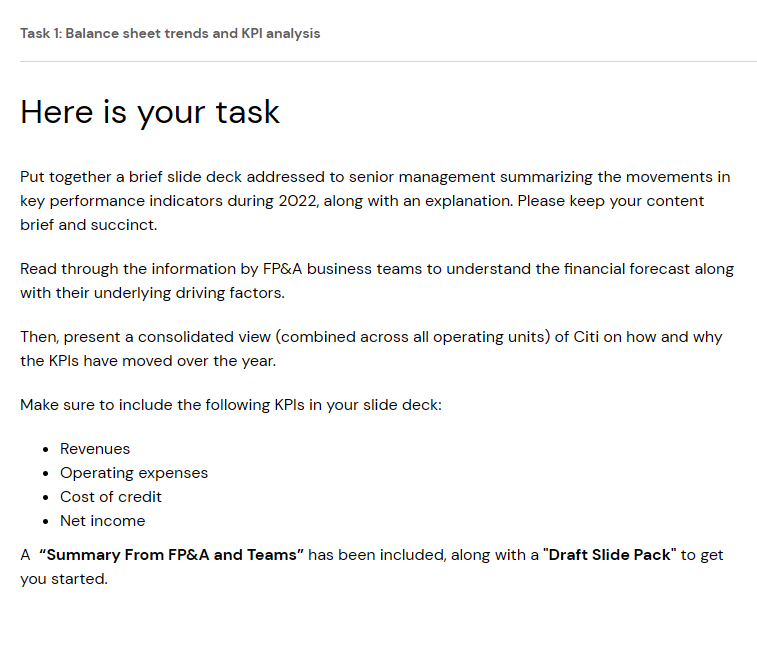 Task 1: Balance sheet trends and KPI analysis
Here is your task
Put together a brief slide deck addressed to senior management summarizing the movements in
key performance indicators during 2022, along with an explanation. Please keep your content
brief and succinct.
Read through the information by FP&A business teams to understand the financial forecast along
with their underlying driving factors.
Then, present a consolidated view (combined across all operating units) of Citi on how and why
the KPIs have moved over the year.
Make sure to include the following KPIs in your slide deck:
• Revenues
• Operating expenses
• Cost of credit
• Net income
A “Summary From FP&A and Teams” has been included, along with a "Draft Slide Pack" to get
you started.